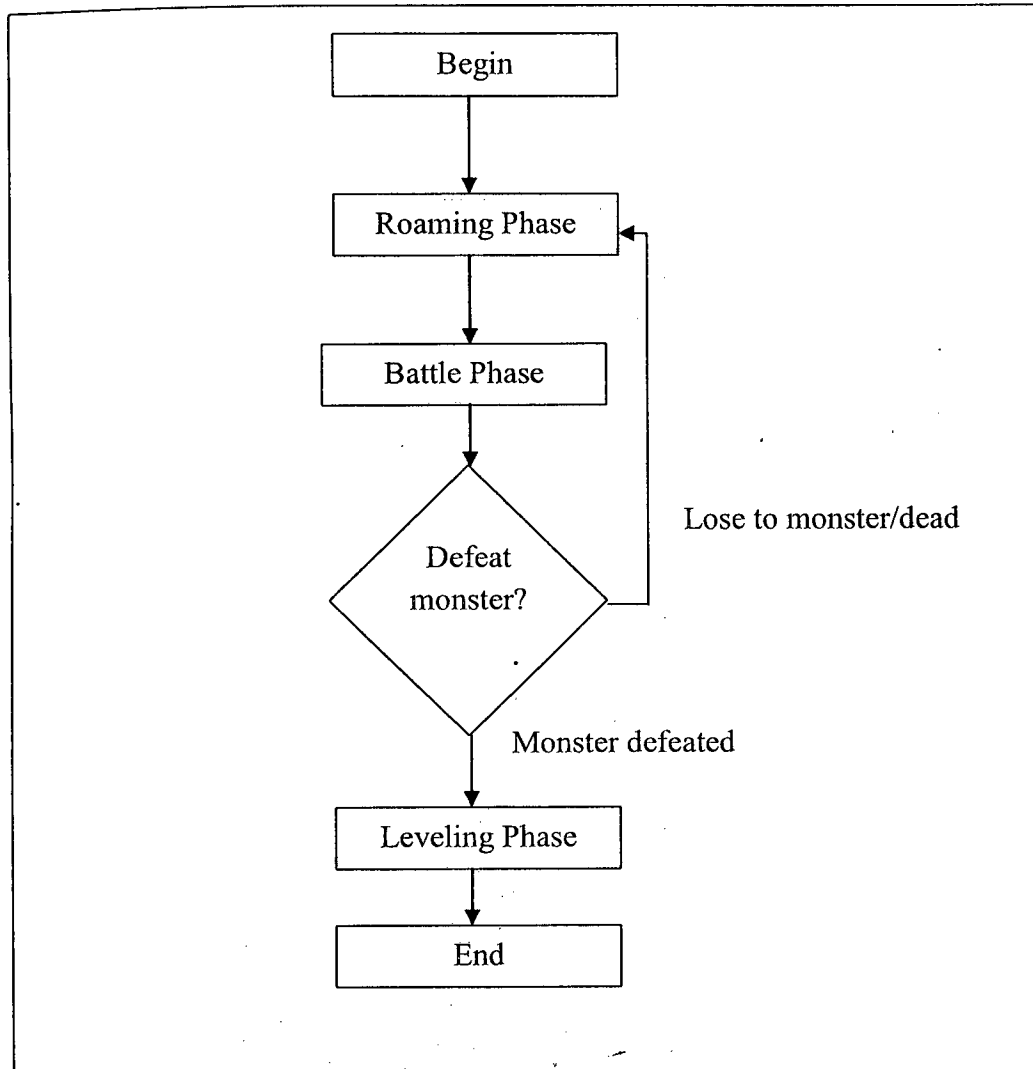 Begin
Roaming Phase
Battle Phase
Defeat
monster?
Lose to monster/dead
Monster defeated
Leveling Phase
End